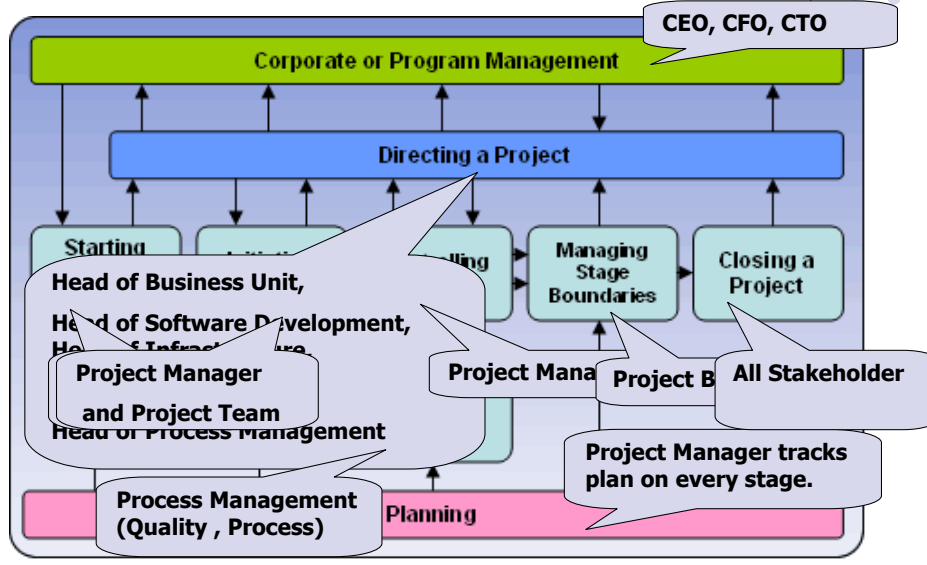 CEO, CFO, CTO
Corporate or Program Management
Directing a Project
Starting
Managing
Stage
Boundaries
Closing a
Project
Head of Business Unit,
Head of Software Development,
Project Manager
and Project Team
Head of Process Management
Project
All Stakeholder
Project Manager tracks
plan on every stage.
Process Management
(Quality , Process)
Planning